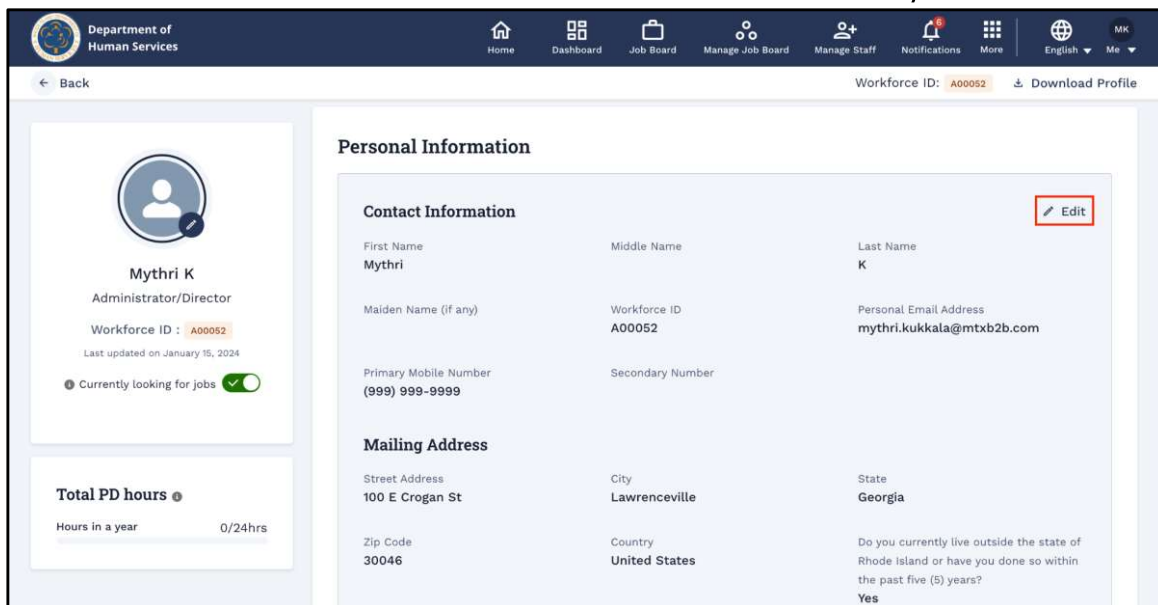 Department of
Human Services
Home
Dashboard
Job Board
Manage Job Board
Manage Staff
6
Notifications
More
English
MK
Me
Back
Workforce ID: A00052
Download Profile
Mythri K
Administrator/Director
Workforce ID : A00052
Last updated on January 15, 2024
Currently looking for jobs
Total PD hours
Hours in a year 0/24hrs
Personal Information
Contact Information
Edit
First Name Middle Name Last Name
Mythri K
Maiden Name (if any) Workforce ID Personal Email Address
A00052 mythri.kukkala@mtxb2b.com
Primary Mobile Number Secondary Number
(999) 999-9999
Mailing Address
Street Address City State
100 E Crogan St Lawrenceville Georgia
Zip Code Country Do you currently live outside the state of
30046 United States Rhode Island or have you done so within
the past five (5) years?
Yes